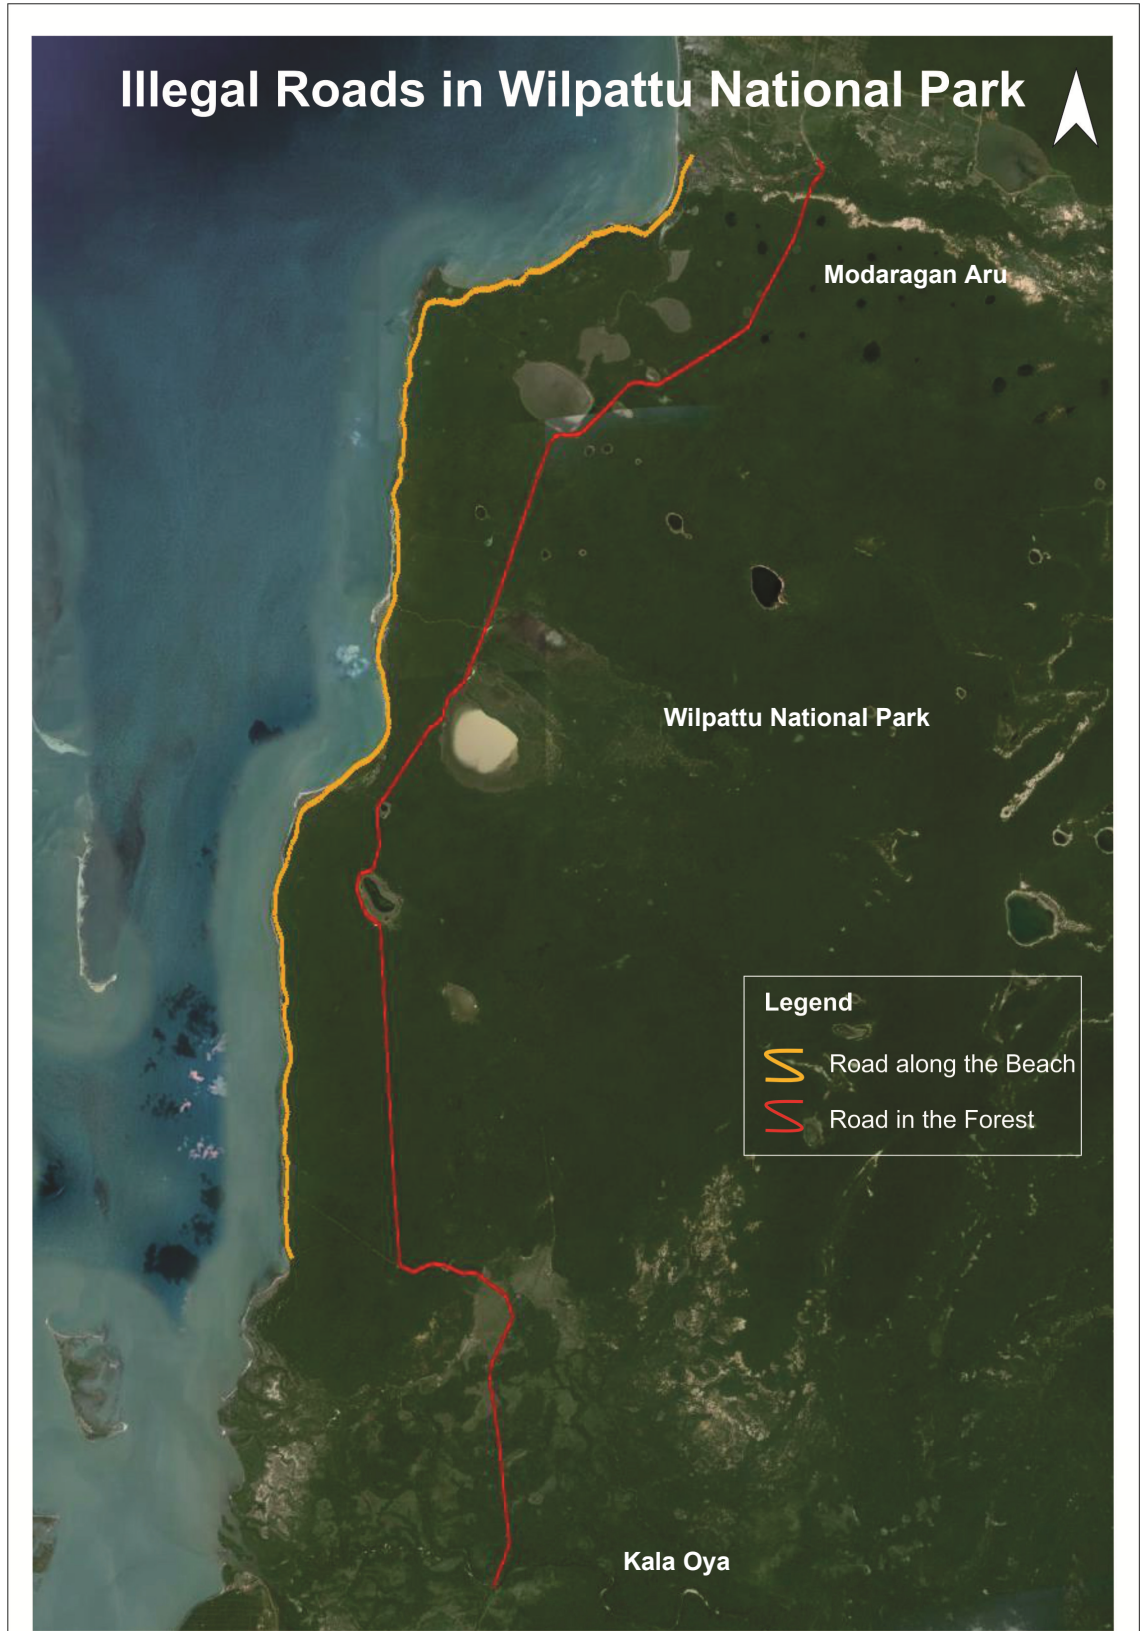 Illegal Roads in Wilpattu National Park
Modaragan Aru
Wilpattu National Park
Legend
Road along the Beach
Road in the Forest
Kala Oya